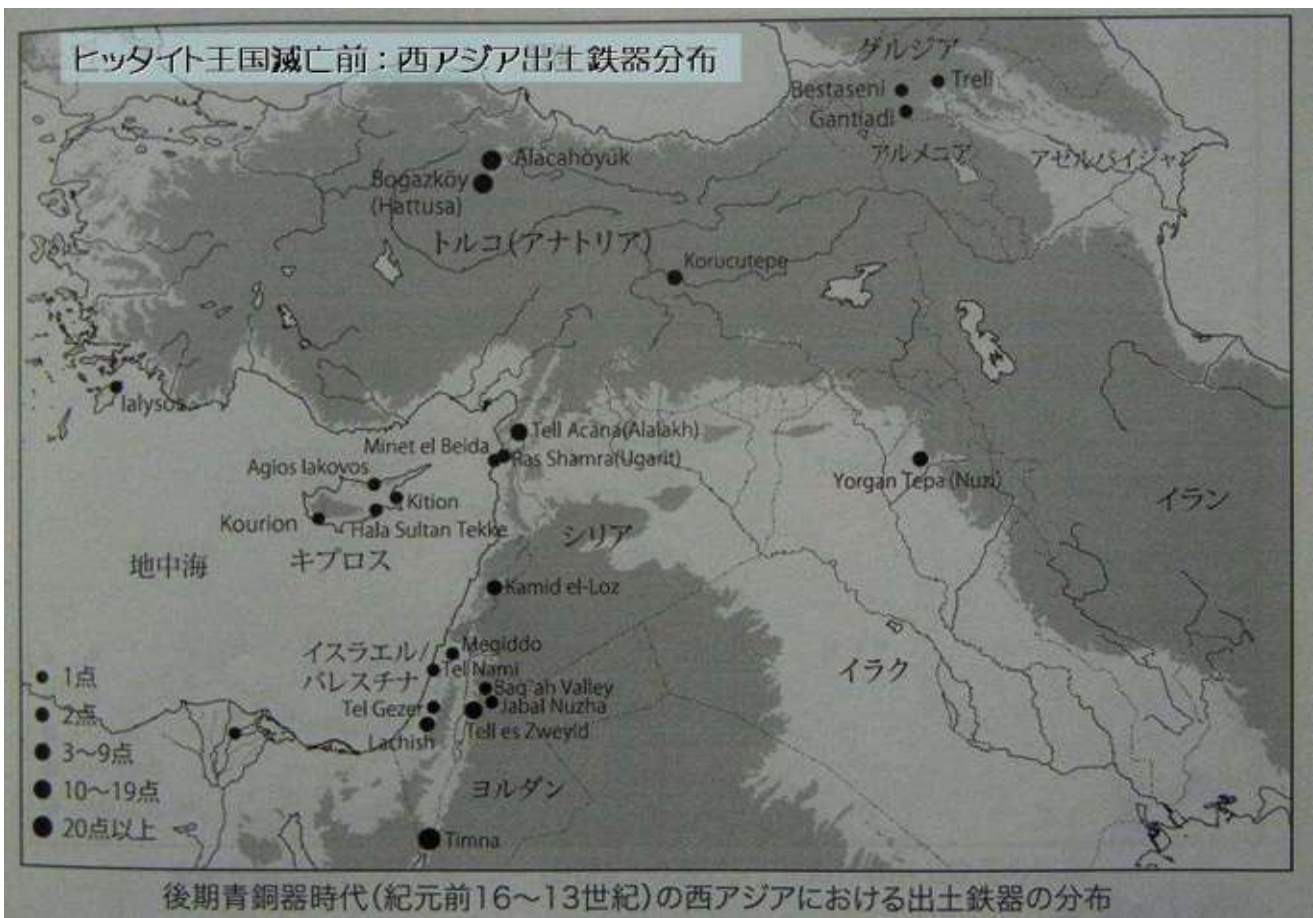 ヒッタイト王国滅亡前：西アジア出土鉄器分布
グルジア
Bestaseni
Treli
Gantiadi
アルメニア
アゼルバイジャン
Alacahöyük
Boğazköy
(Hattusa)
トルコ(アナトリア)
Korucutepe
Ialysos
Tell Acana(Alalakh)
Minet el Beida
Ras Shamra(Ugarit)
Agios Iakovos
Kition
Yorgan Tepa (Nuzi)
Kourion
Hala Sultan Tekke
イラン
シリア
地中海
キプロス
Kamid el-Loz
イスラエル/
パレスチナ
Megiddo
Tel Nami
イラク
Baq'ah Valley
Jabal Nuzha
Tel Gezer
Lachish
Tell es Zweyid
ヨルダン
Timna
1点
2点
3〜9点
10〜19点
20点以上
後期青銅器時代(紀元前16〜13世紀)の西アジアにおける出土鉄器の分布